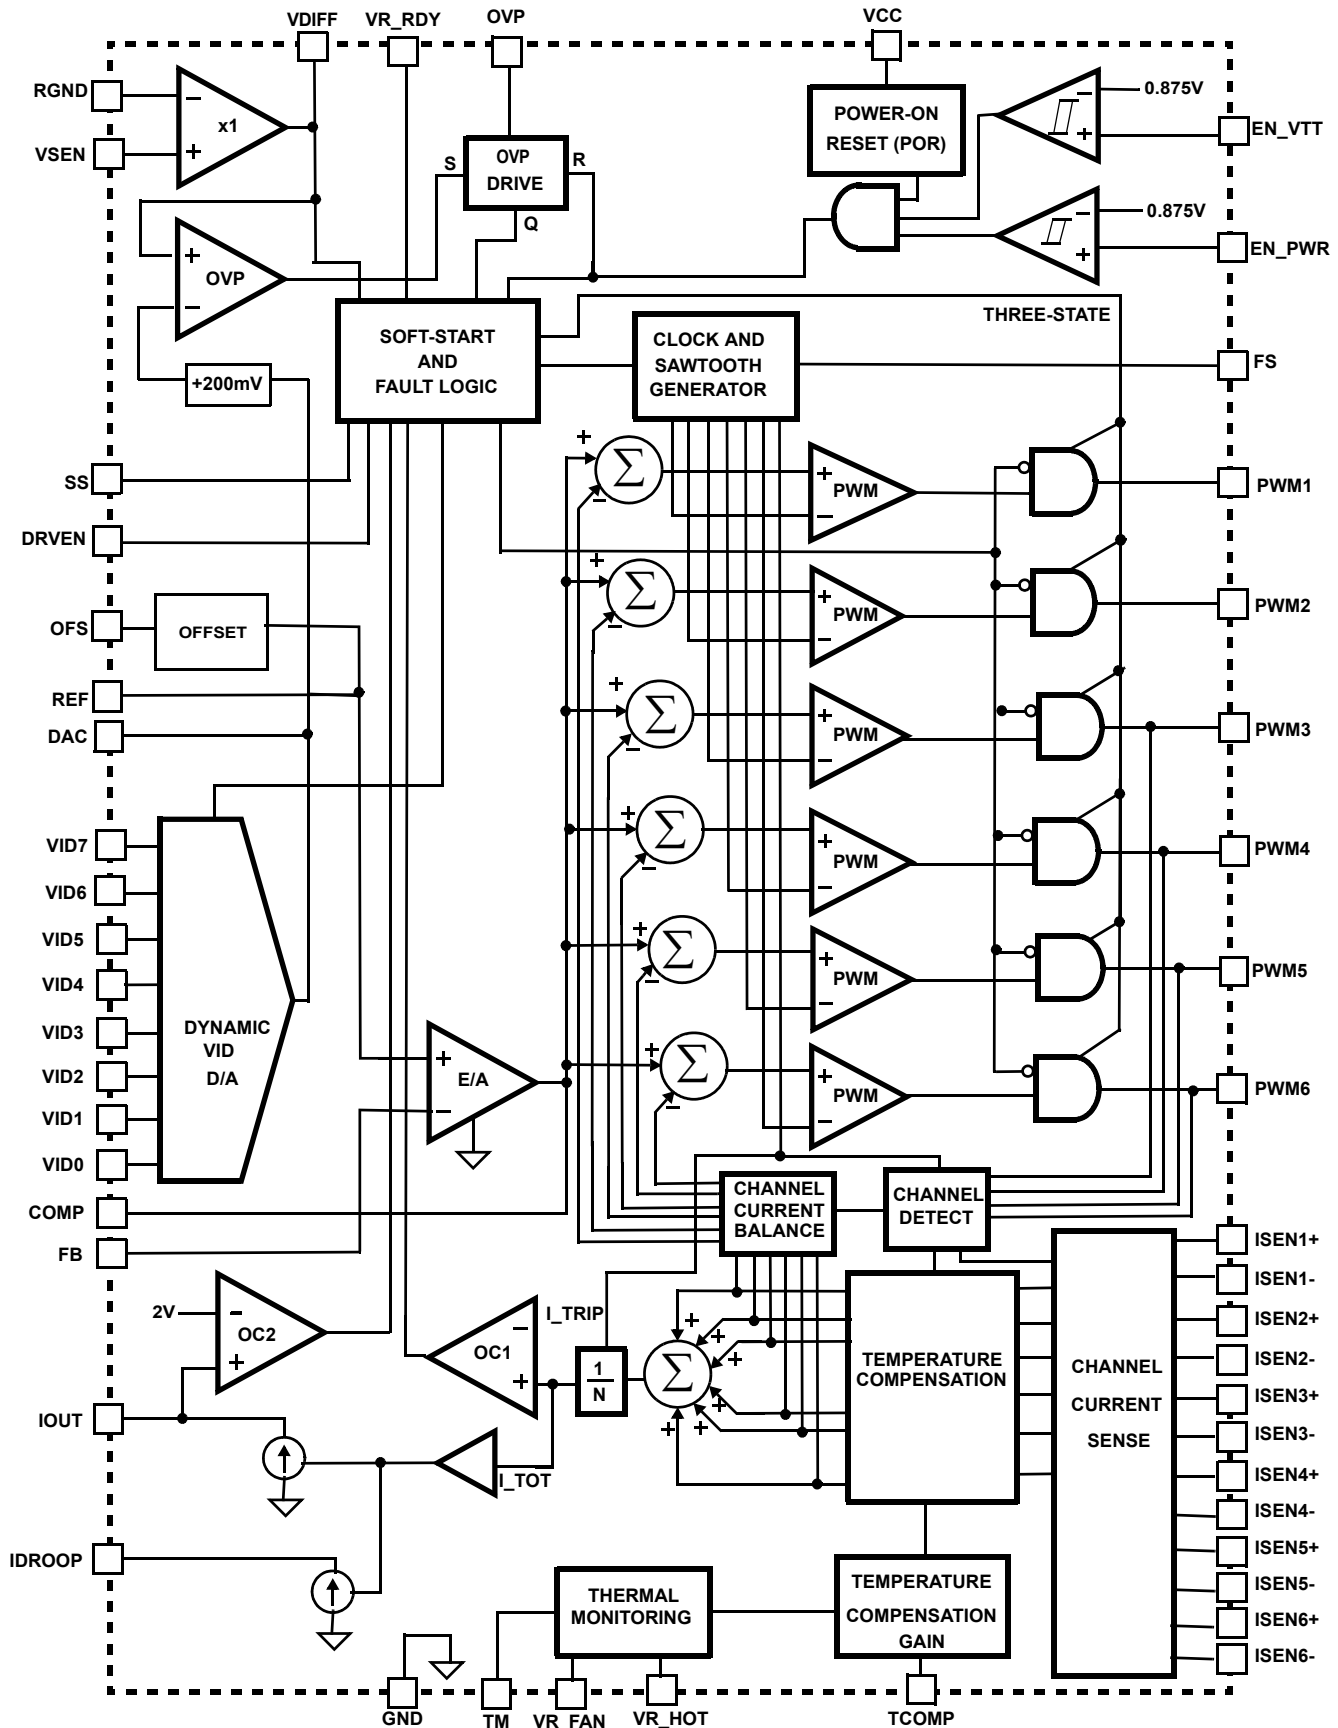 VDIFF
VR_RDY
OVP
VCC
RGND
VSEN
−
x1
+
S
OVP
DRIVE
R
Q
POWER-ON
RESET (POR)
−
0.875V
+
EN_VTT
−
0.875V
+
EN_PWR
+
OVP
−
+200mV
SOFT-START
AND
FAULT LOGIC
CLOCK AND
SAWTOOTH
GENERATOR
THREE-STATE
FS
SS
DRVEN
OFS
OFFSET
REF
DAC
+
Σ
−
+
PWM
−
PWM1
+
Σ
−
+
PWM
−
PWM2
+
Σ
−
+
PWM
−
PWM3
+
Σ
−
+
PWM
−
PWM4
+
Σ
−
+
PWM
−
PWM5
+
Σ
−
+
PWM
−
PWM6
VID7
VID6
VID5
VID4
VID3
VID2
VID1
VID0
DYNAMIC
VID
D/A
+
E/A
−
COMP
FB
CHANNEL
CURRENT
BALANCE
CHANNEL
DETECT
2V
−
OC2
+
I_TRIP
−
OC1
+
1
N
Σ
+
+
+
+
+
+
TEMPERATURE
COMPENSATION
CHANNEL
CURRENT
SENSE
ISEN1+
ISEN1-
ISEN2+
ISEN2-
ISEN3+
ISEN3-
ISEN4+
ISEN4-
ISEN5+
ISEN5-
ISEN6+
ISEN6-
IOUT
I_TOT
IDROOP
THERMAL
MONITORING
TEMPERATURE
COMPENSATION
GAIN
GND
TM
VR_FAN
VR_HOT
TCOMP